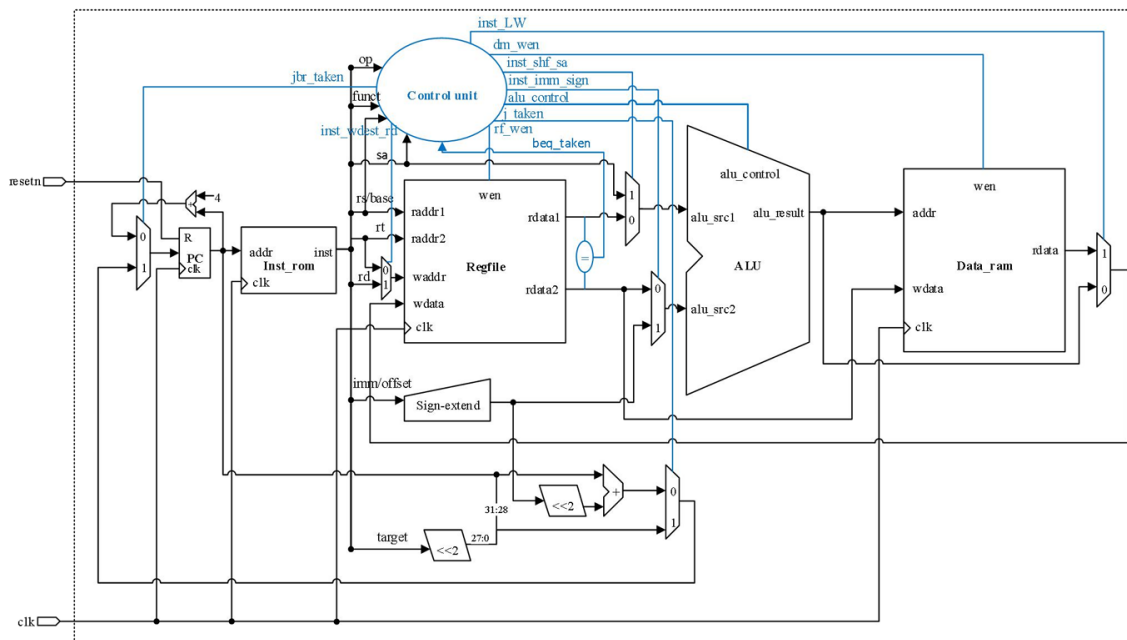 inst_LW
dm_wen
inst_shf_sa
inst_imm_sign
alu_control
j_taken
rf_wen
beq_taken
op
jbr_taken
Control unit
funct
inst_wdest_rd
sa
resetn
4
+
0
1
R
PC
clk
addr
inst
Inst_rom
clk
rs/base
rt
0
rd
1
wen
raddr1
raddr2
waddr
wdata
clk
Regfile
rdata1
rdata2
=
1
0
0
1
alu_control
alu_src1
alu_result
ALU
alu_src2
wen
addr
rdata
Data_ram
wdata
clk
1
0
imm/offset
Sign-extend
31:28
<<2
+
0
1
target
<<2
27:0
clk